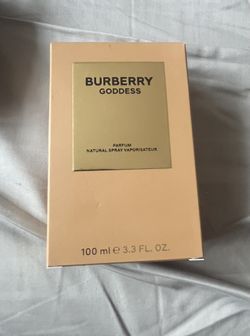 BURBERRY
GODDESS
PARFUM
NATURAL SPRAY VAPORISATEUR
100 ml ℮ 3.3 FL. OZ.